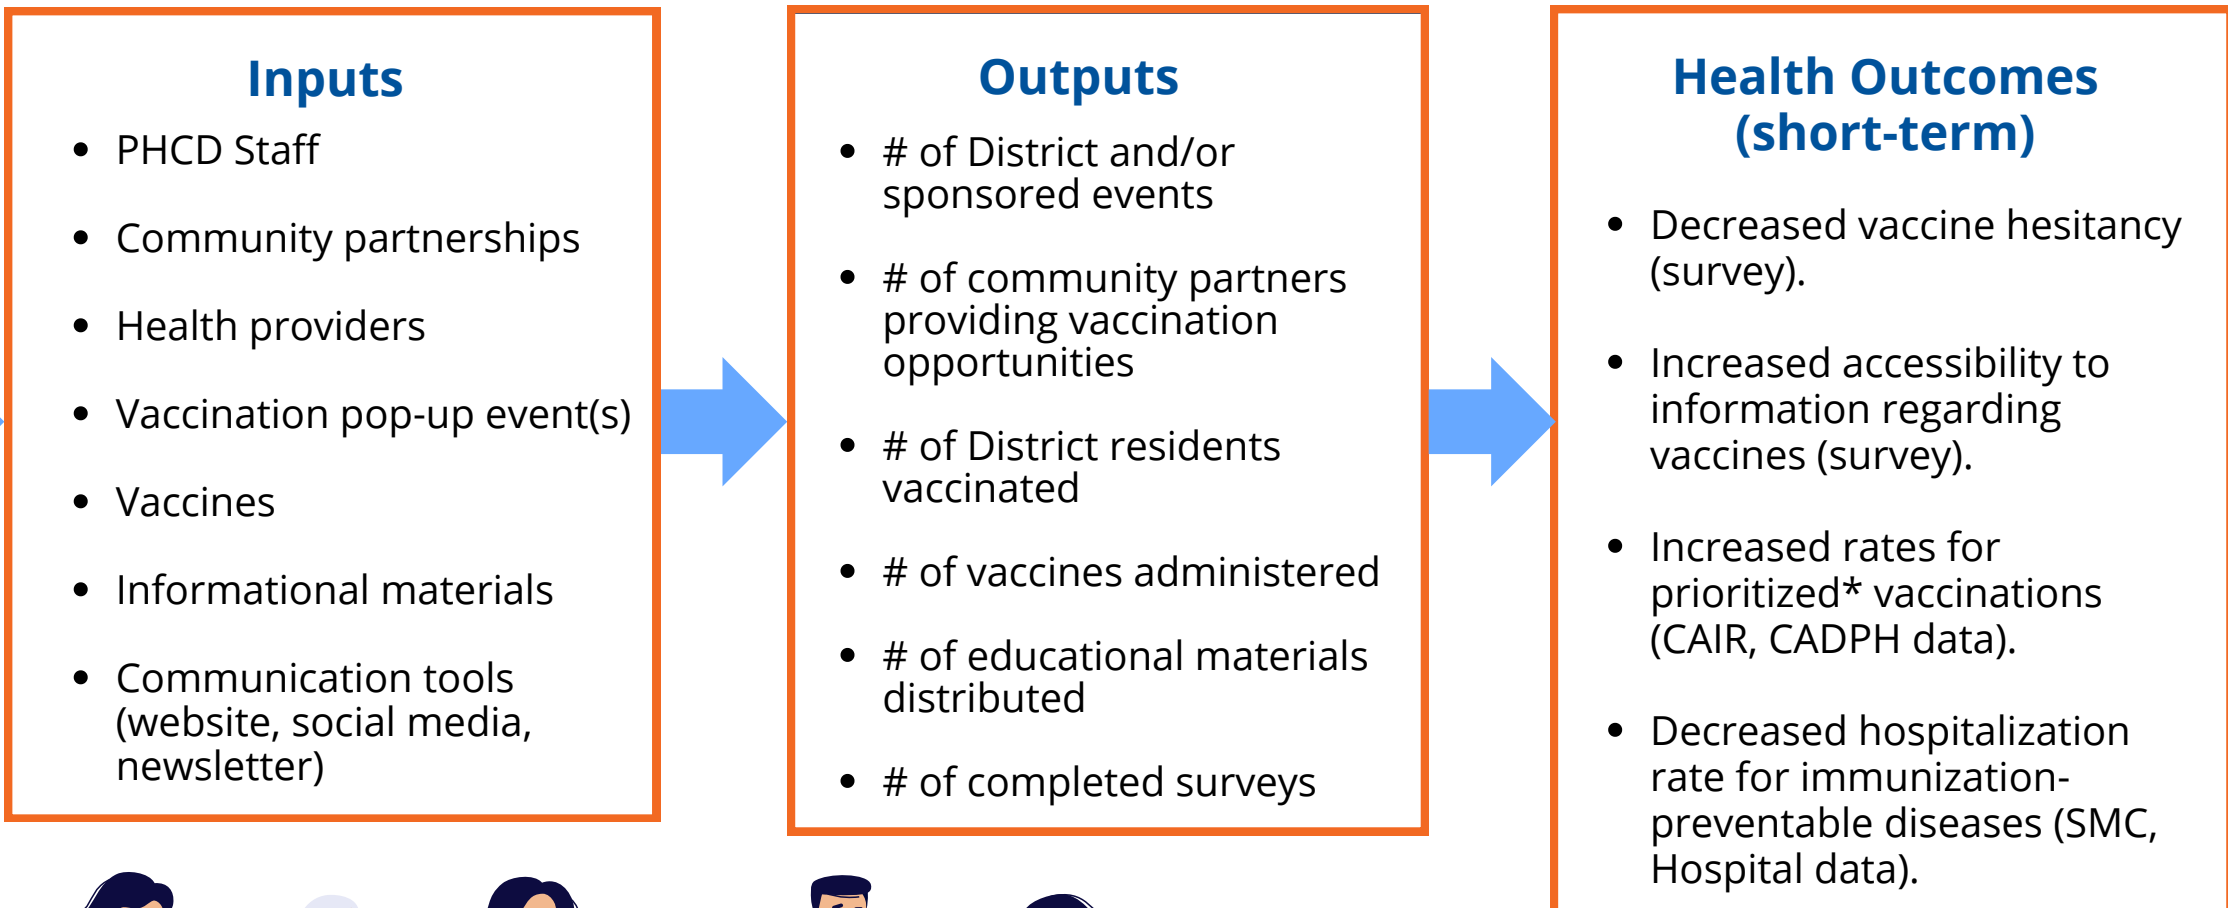 Inputs
• PHCD Staff
• Community partnerships
• Health providers
• Vaccination pop-up event(s)
• Vaccines
• Informational materials
• Communication tools
(website, social media,
newsletter)
Outputs
• # of District and/or
sponsored events
• # of community partners
providing vaccination
opportunities
• # of District residents
vaccinated
• # of vaccines administered
• # of educational materials
distributed
• # of completed surveys
Health Outcomes
(short-term)
• Decreased vaccine hesitancy
(survey).
• Increased accessibility to
information regarding
vaccines (survey).
• Increased rates for
prioritized* vaccinations
(CAIR, CADPH data).
• Decreased hospitalization
rate for immunization-
preventable diseases (SMC,
Hospital data).